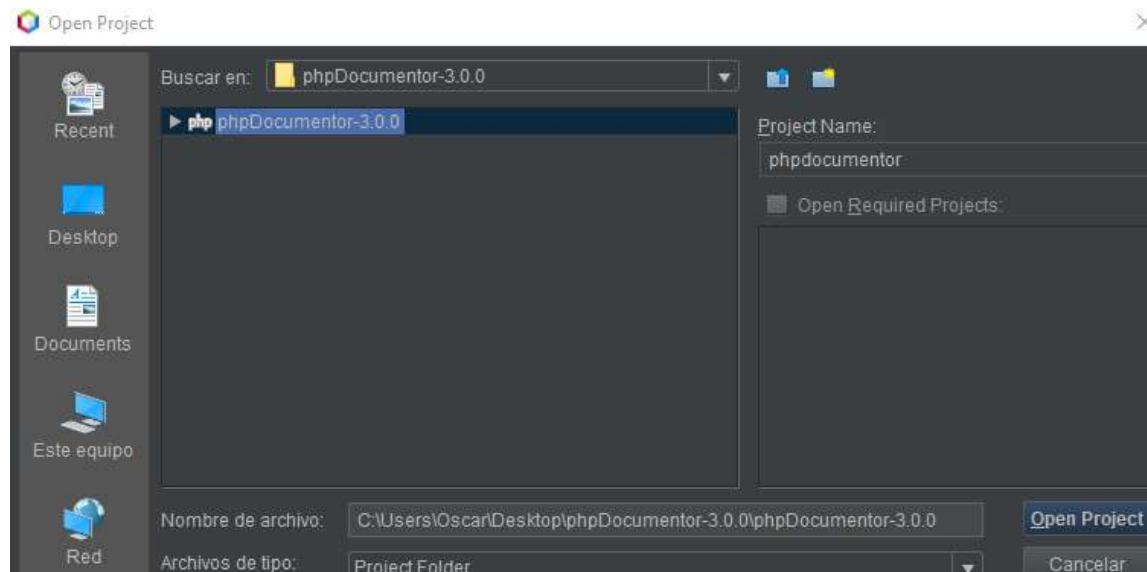 Open Project
Buscar en: phpDocumentor-3.0.0
Recent
php phpDocumentor-3.0.0
Project Name:
phpdocumentor
Open Required Projects:
Desktop
Documents
Este equipo
Red
Nombre de archivo: C:\Users\Oscar\Desktop\phpDocumentor-3.0.0\phpDocumentor-3.0.0
Open Project
Archivos de tipo: Project Folder
Cancelar